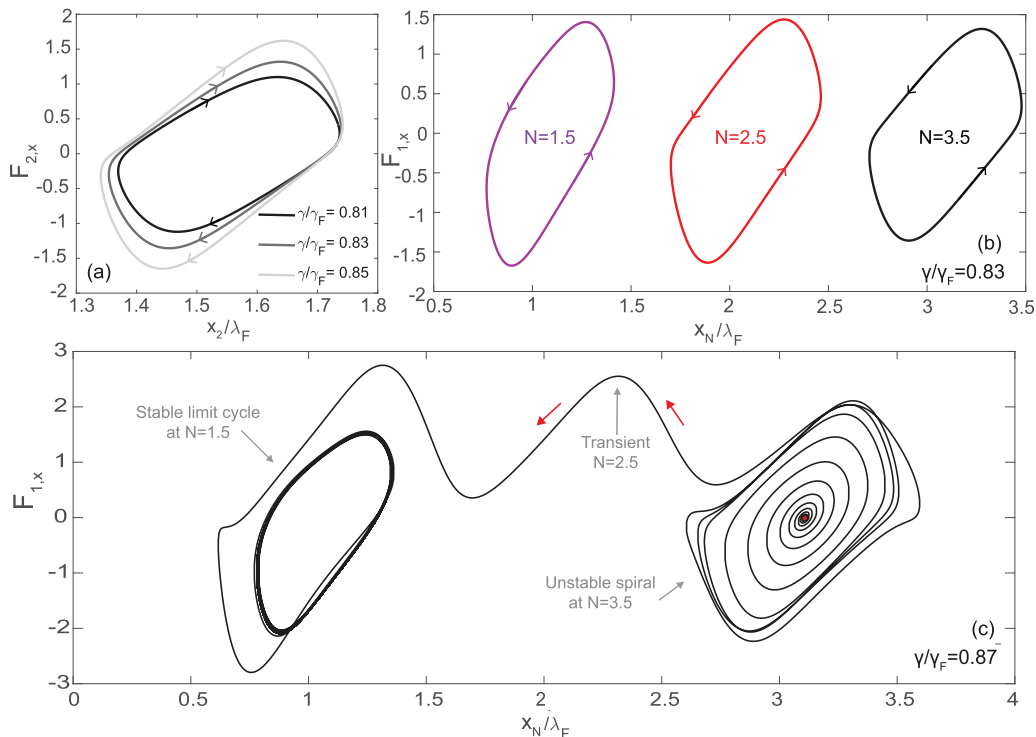 2
1.5
1
0.5
0
-0.5
-1
-1.5
-2
F2,x
γ/γF= 0.81
γ/γF= 0.83
γ/γF= 0.85
(a)
1.3 1.4 1.5 1.6 1.7 1.8
x2/λF
1.5
1
0.5
0
-0.5
-1
-1.5
-2
F1,x
N=1.5 N=2.5 N=3.5
(b)
γ/γF=0.83
0.5 1 1.5 2 2.5 3 3.5
xN/λF
3
2
1
0
-1
-2
-3
F1,x
Stable limit cycle
at N=1.5
Transient
N=2.5
Unstable spiral
at N=3.5
(c)
γ/γF=0.87
0 0.5 1 1.5 2 2.5 3 3.5 4
xN/λF